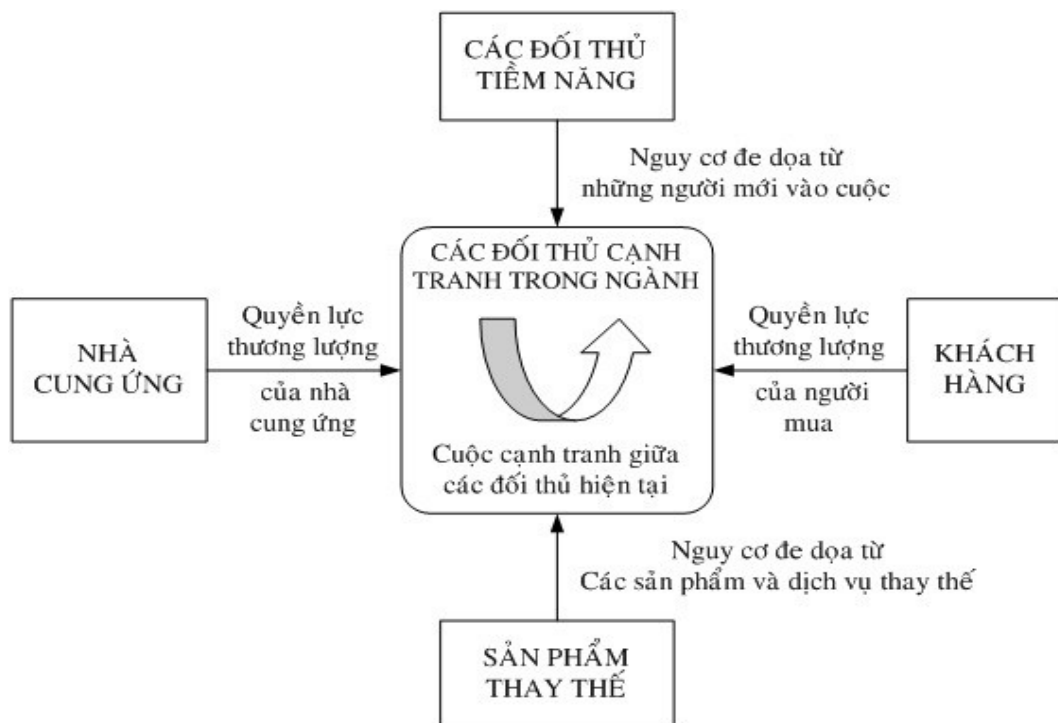 CÁC ĐỐI THỦ
TIỀM NĂNG
Nguy cơ đe dọa từ
những người mới vào cuộc
CÁC ĐỐI THỦ CẠNH
TRANH TRONG NGÀNH
NHÀ
CUNG ỨNG
Quyền lực
thương lượng
của nhà
cung ứng
Quyền lực
thương lượng
của người
mua
KHÁCH
HÀNG
Cuộc cạnh tranh giữa
các đối thủ hiện tại
Nguy cơ đe dọa từ
Các sản phẩm và dịch vụ thay thế
SẢN PHẨM
THAY THẾ